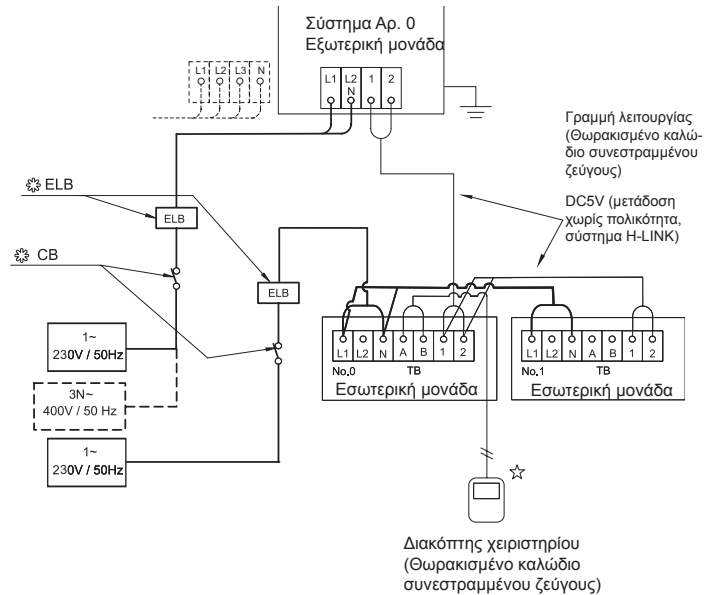 Σύστημα Αρ. 0
Εξωτερική μονάδα
L1 L2 N 1 2
L1 L2 L3 N
Γραμμή λειτουργίας
(Θωρακισμένο καλώ-
διο συνεστραμμένου
ζεύγους)
DC5V (μετάδοση
χωρίς πολικότητα,
σύστημα H-LINK)
ELB
ELB
CB
ELB
1~
230V / 50Hz
3N~
400V / 50 Hz
1~
230V / 50Hz
L1 L2 N A B 1 2
No.0 TB
Εσωτερική μονάδα
L1 L2 N A B 1 2
No.1 TB
Εσωτερική μονάδα
Διακόπτης χειριστηρίου
(Θωρακισμένο καλώδιο
συνεστραμμένου ζεύγους)